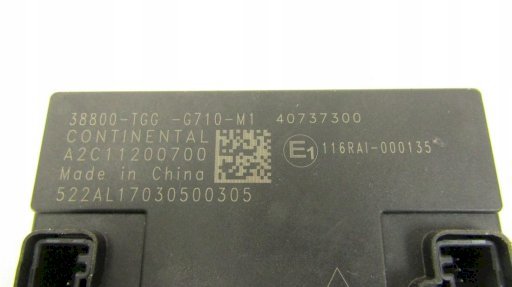 38800-TGG -G710-M1 40737300
CONTINENTAL
A2C11200700
Made in China
522AL17030500305
E1 116RAI-000135